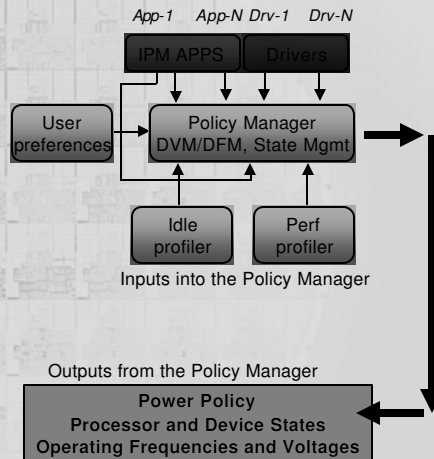 App-1 App-N Drv-1 Drv-N
IPM APPS Drivers
User
preferences
Policy Manager
DVM/DFM, State Mgmt
Idle
profiler
Perf
profiler
Inputs into the Policy Manager
Outputs from the Policy Manager
Power Policy
Processor and Device States
Operating Frequencies and Voltages